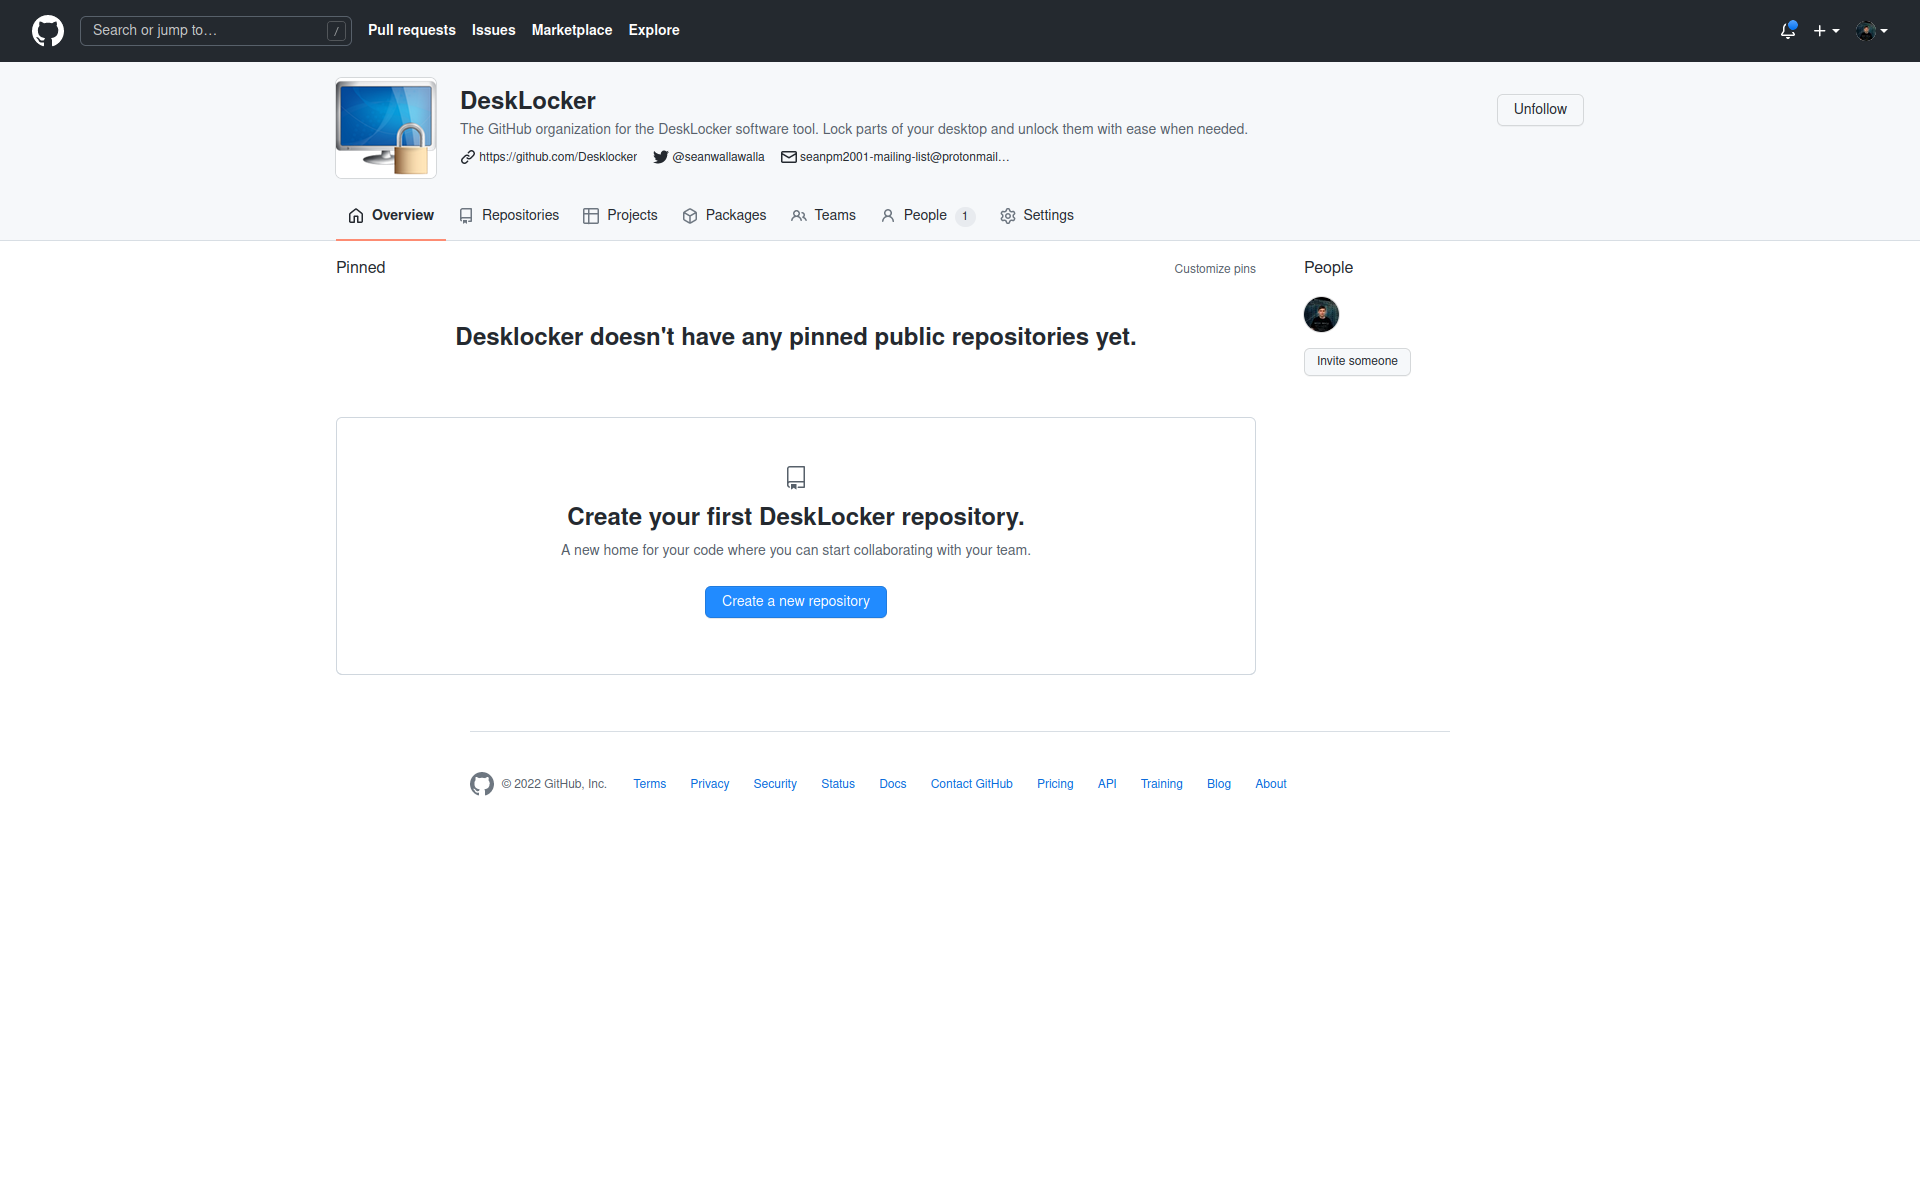 Search or jump to… / Pull requests Issues Marketplace Explore
DeskLocker
Unfollow
The GitHub organization for the DeskLocker software tool. Lock parts of your desktop and unlock them with ease when needed.
https://github.com/Desklocker @seanwallawalla seanpm2001-mailing-list@protonmail…
Overview Repositories Projects Packages Teams People 1 Settings
Pinned Customize pins People
Desklocker doesn't have any pinned public repositories yet.
Invite someone
Create your first DeskLocker repository.
A new home for your code where you can start collaborating with your team.
Create a new repository
© 2022 GitHub, Inc. Terms Privacy Security Status Docs Contact GitHub Pricing API Training Blog About